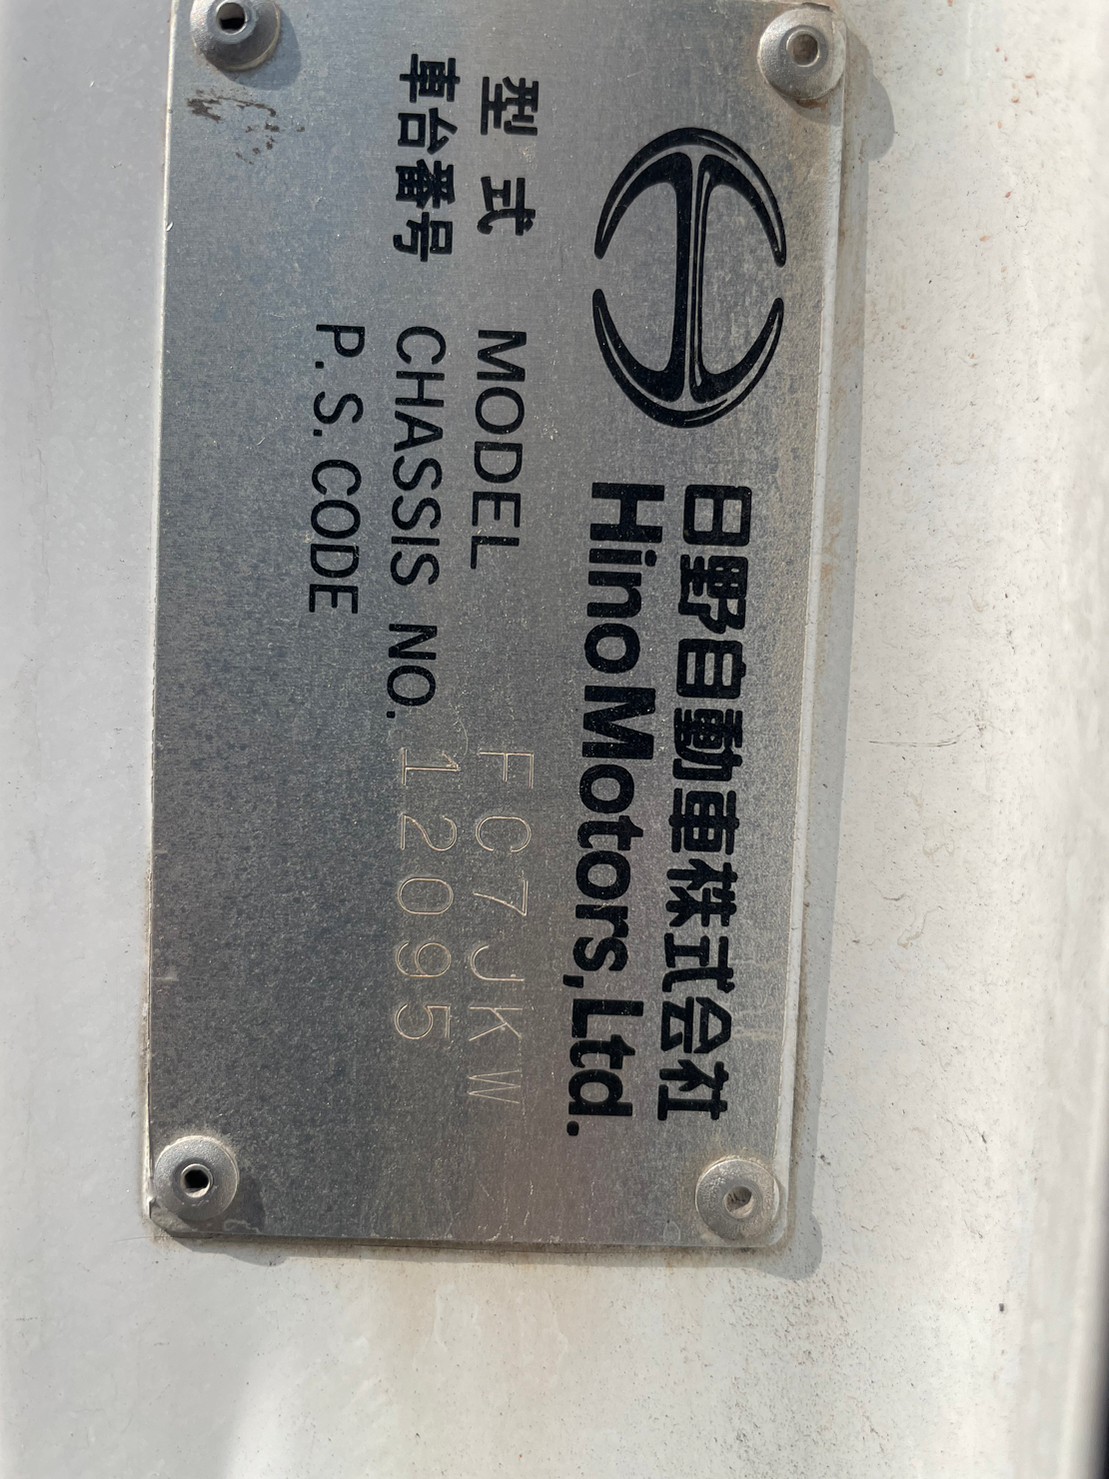 日野自動車株式会社
Hino Motors, Ltd.
型式 MODEL FC7JKW
車台番号 CHASSIS NO. 12095
P. S. CODE